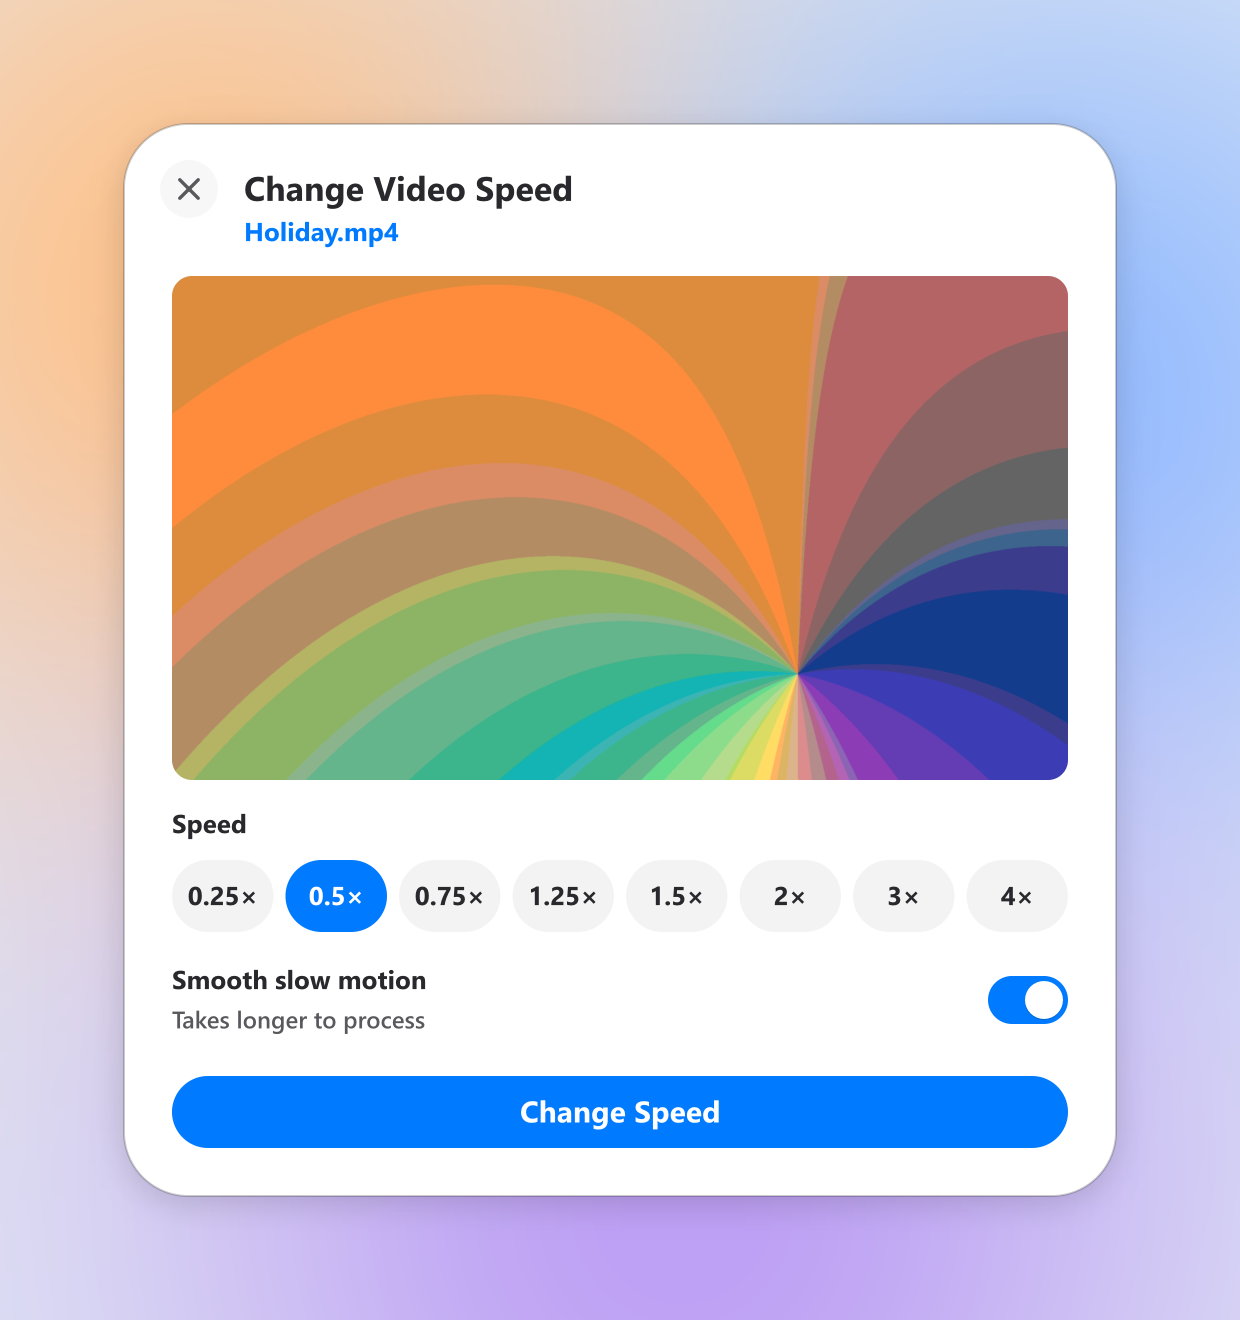 Change Video Speed
Holiday.mp4
Speed
0.25× 0.5× 0.75× 1.25× 1.5× 2× 3× 4×
Smooth slow motion
Takes longer to process
Change Speed